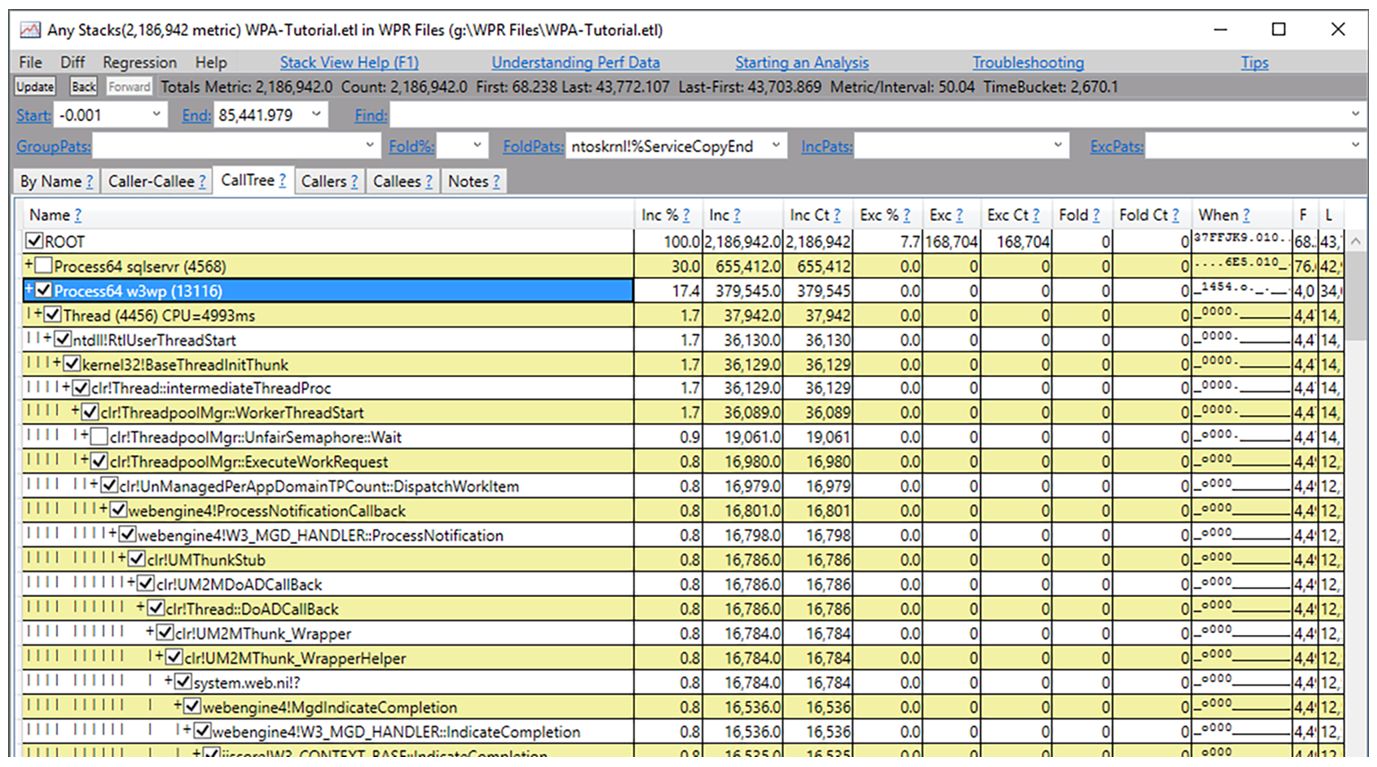 Any Stacks(2,186,942 metric) WPA-Tutorial.etl in WPR Files (g:\WPR Files\WPA-Tutorial.etl)
File Diff Regression Help Stack View Help (F1) Understanding Perf Data Starting an Analysis Troubleshooting Tips
Update Back Forward Totals Metric: 2,186,942.0 Count: 2,186,942.0 First: 68.238 Last: 43,772.107 Last-First: 43,703.869 Metric/Interval: 50.04 TimeBucket: 2,670.1
Start: -0.001 End: 85,441.979 Find:
GroupPats: Fold%: FoldPats: ntoskrnl!%ServiceCopyEnd IncPats: ExcPats:
By Name ? Caller-Callee ? CallTree ? Callers ? Callees ? Notes ?
Name ? Inc % ? Inc ? Inc Ct ? Exc % ? Exc ? Exc Ct ? Fold ? Fold Ct ? When ? F L
ROOT 100.0 2,186,942.0 2,186,942 7.7 168,704 168,704 0 0 37FFJK9.010.. 68. 43,
+ Process64 sqlservr (4568) 30.0 655,412.0 655,412 0.0 0 0 0 0 ....6E5.010_ 76. 42,
+ Process64 w3wp (13116) 17.4 379,545.0 379,545 0.0 0 0 0 0 _1454.o._.__. 4,0 34,
|+ Thread (4456) CPU=4993ms 1.7 37,942.0 37,942 0.0 0 0 0 0 _0000.______ 4,4 14,
||+ ntdll!RtlUserThreadStart 1.7 36,130.0 36,130 0.0 0 0 0 0 _0000.______ 4,4 14,
|||+ kernel32!BaseThreadInitThunk 1.7 36,129.0 36,129 0.0 0 0 0 0 _0000.______ 4,4 14,
||||+ clr!Thread::intermediateThreadProc 1.7 36,129.0 36,129 0.0 0 0 0 0 _0000.______ 4,4 14,
|||| + clr!ThreadpoolMgr::WorkerThreadStart 1.7 36,089.0 36,089 0.0 0 0 0 0 _0000.______ 4,4 14,
|||| |+ clr!ThreadpoolMgr::UnfairSemaphore::Wait 0.9 19,061.0 19,061 0.0 0 0 0 0 _o000.______ 4,4 14,
|||| |+ clr!ThreadpoolMgr::ExecuteWorkRequest 0.8 16,980.0 16,980 0.0 0 0 0 0 _o000_______ 4,4 12,
|||| ||+ clr!UnManagedPerAppDomainTPCount::DispatchWorkItem 0.8 16,979.0 16,979 0.0 0 0 0 0 _o000_______ 4,4 12,
|||| |||+ webengine4!ProcessNotificationCallback 0.8 16,801.0 16,801 0.0 0 0 0 0 _o000_______ 4,4 12,
|||| ||||+ webengine4!W3_MGD_HANDLER::ProcessNotification 0.8 16,798.0 16,798 0.0 0 0 0 0 _o000_______ 4,4 12,
|||| |||||+ clr!UMThunkStub 0.8 16,786.0 16,786 0.0 0 0 0 0 _o000_______ 4,4 12,
|||| ||||||+ clr!UM2MDoADCallBack 0.8 16,786.0 16,786 0.0 0 0 0 0 _o000_______ 4,4 12,
|||| |||||| + clr!Thread::DoADCallBack 0.8 16,786.0 16,786 0.0 0 0 0 0 _o000_______ 4,4 12,
|||| |||||| + clr!UM2MThunk_Wrapper 0.8 16,784.0 16,784 0.0 0 0 0 0 _o000_______ 4,4 12,
|||| |||||| |+ clr!UM2MThunk_WrapperHelper 0.8 16,784.0 16,784 0.0 0 0 0 0 _o000_______ 4,4 12,
|||| |||||| | + system.web.ni!? 0.8 16,784.0 16,784 0.0 0 0 0 0 _o000_______ 4,4 12,
|||| |||||| | + webengine4!MgdIndicateCompletion 0.8 16,536.0 16,536 0.0 0 0 0 0 _o000_______ 4,4 12,
|||| |||||| | |+ webengine4!W3_MGD_HANDLER::IndicateCompletion 0.8 16,536.0 16,536 0.0 0 0 0 0 _o000_______ 4,4 12,
|||| |||||| | | + iiscore!W3_CONTEXT_BASE::IndicateCompletion 0.8 16,535.0 16,535 0.0 0 0 0 0 o000 4,4 12,